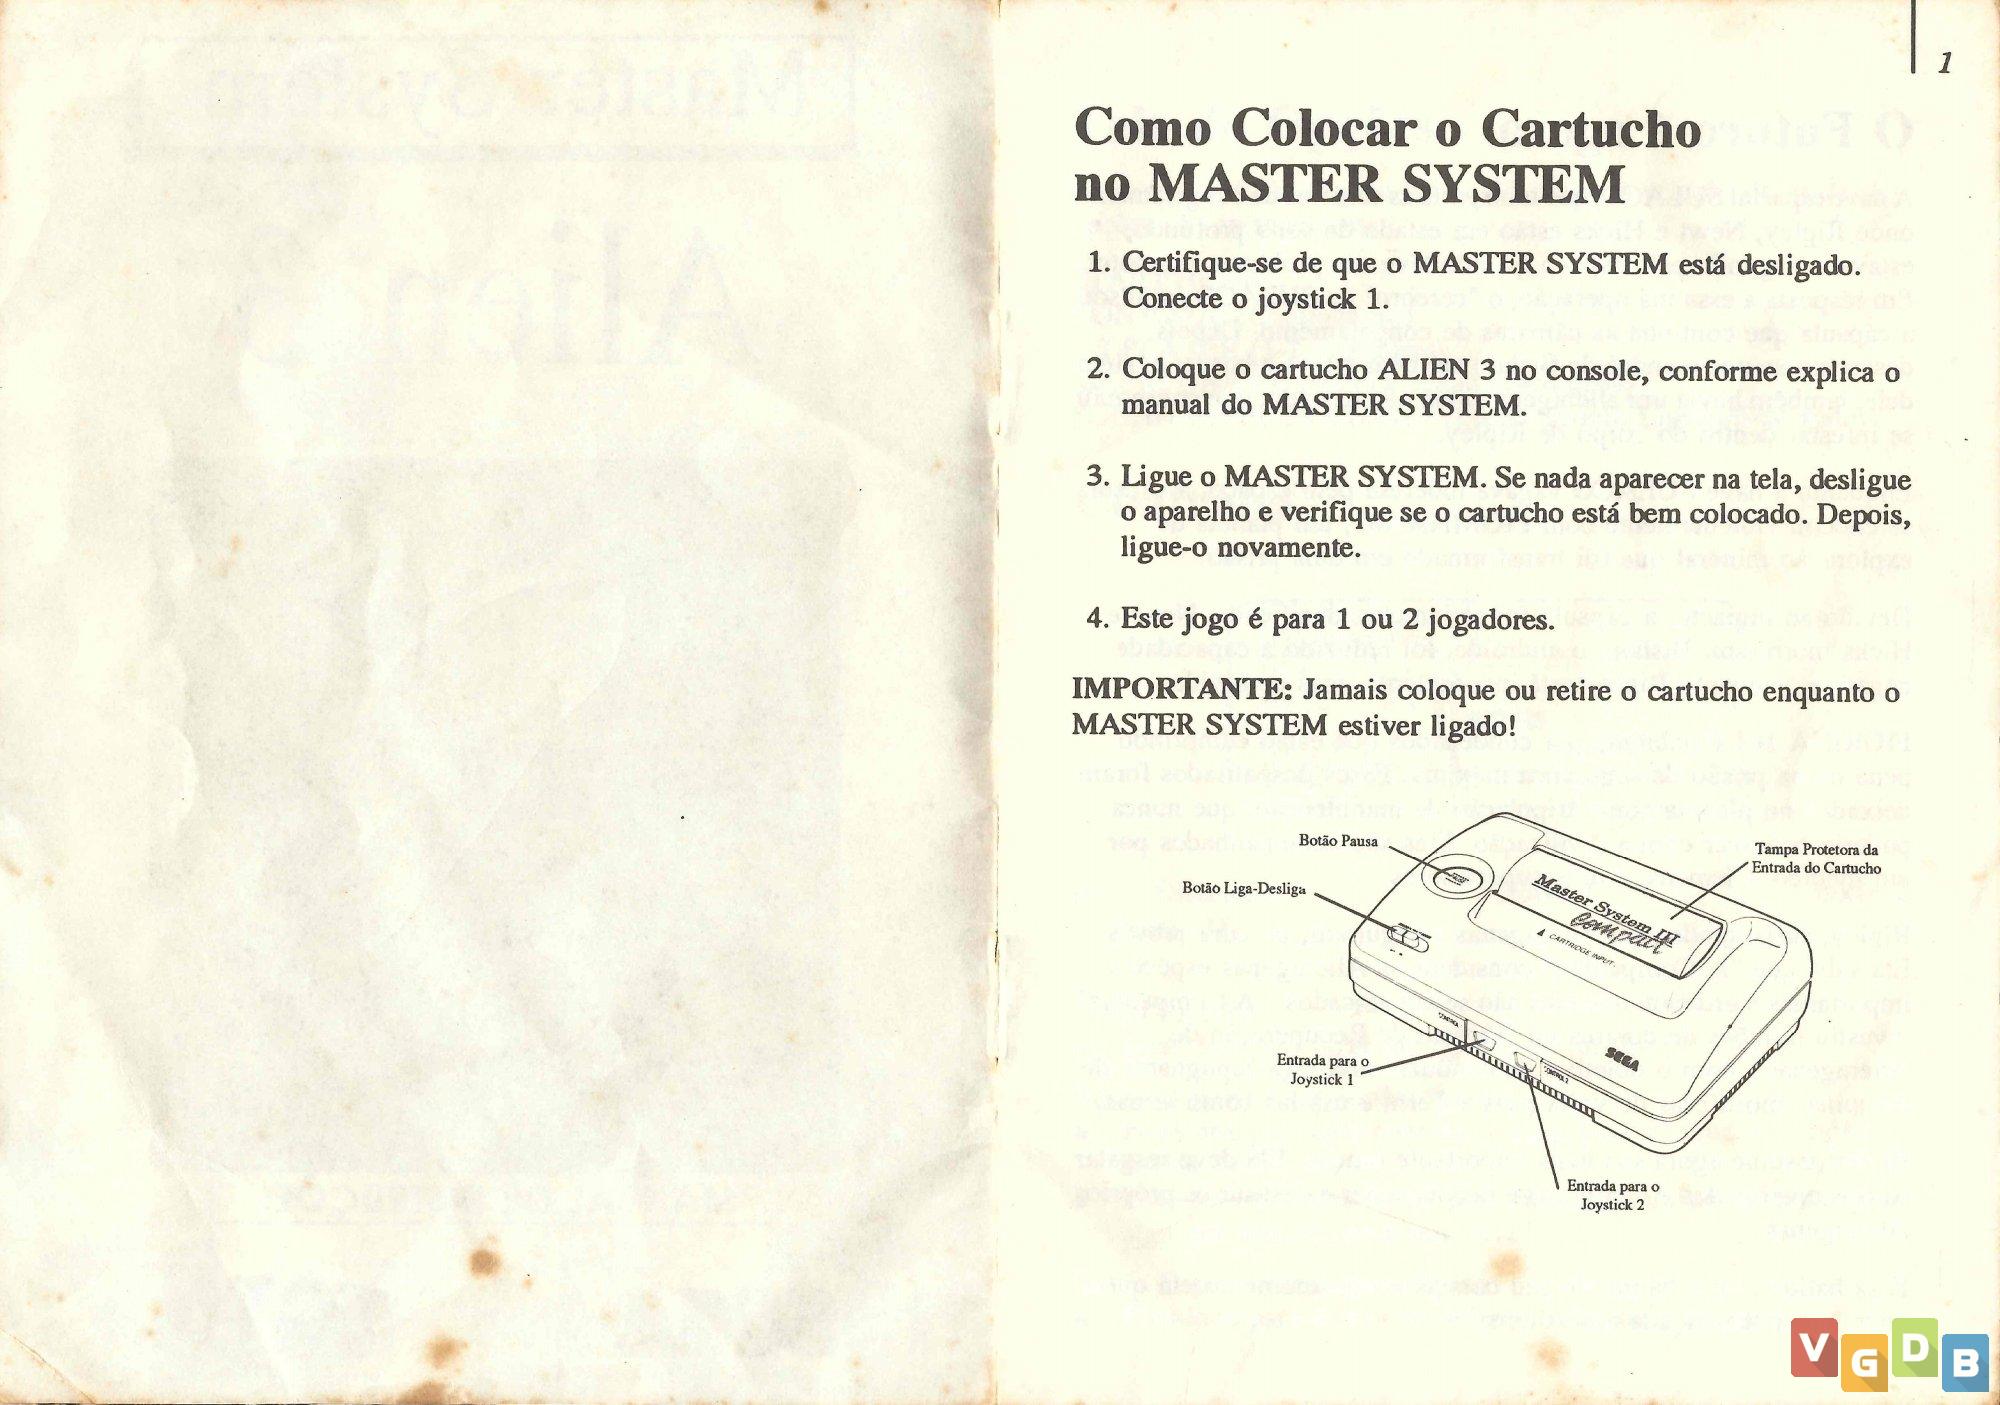 1
Como Colocar o Cartucho
no MASTER SYSTEM
1. Certifique-se de que o MASTER SYSTEM está desligado.
Conecte o joystick 1.
2. Coloque o cartucho ALIEN 3 no console, conforme explica o
manual do MASTER SYSTEM.
3. Ligue o MASTER SYSTEM. Se nada aparecer na tela, desligue
o aparelho e verifique se o cartucho está bem colocado. Depois,
ligue-o novamente.
4. Este jogo é para 1 ou 2 jogadores.
IMPORTANTE: Jamais coloque ou retire o cartucho enquanto o
MASTER SYSTEM estiver ligado!
Botão Pausa
Tampa Protetora da
Entrada do Cartucho
Botão Liga-Desliga
Master System III
Compact
CARTRIDGE INPUT
SEGA
CONTROL 2
Entrada para o
Joystick 1
Entrada para o
Joystick 2
VGDB